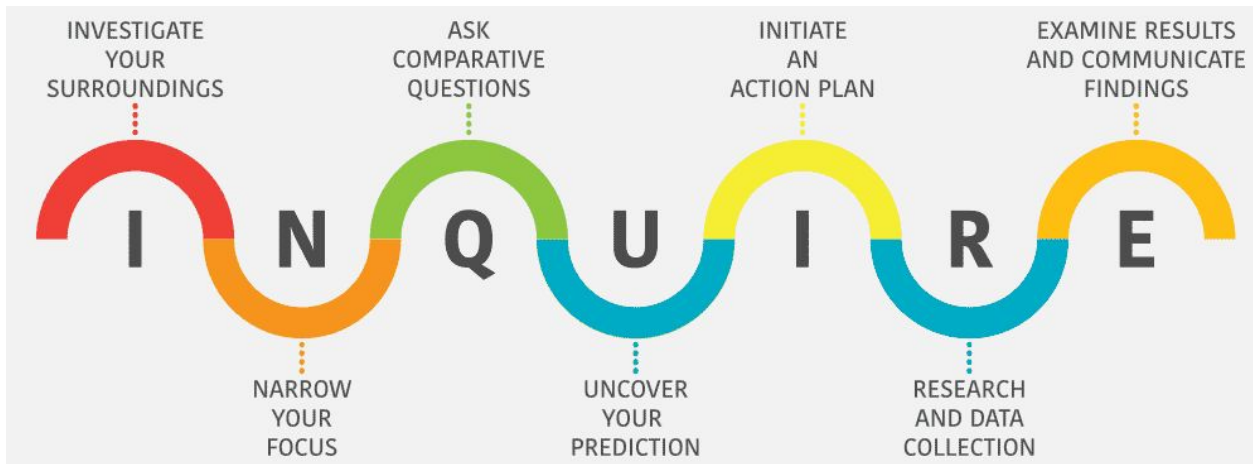 INVESTIGATE
YOUR
SURROUNDINGS
ASK
COMPARATIVE
QUESTIONS
INITIATE
AN
ACTION PLAN
EXAMINE RESULTS
AND COMMUNICATE
FINDINGS
I N Q U I R E
NARROW
YOUR
FOCUS
UNCOVER
YOUR
PREDICTION
RESEARCH
AND DATA
COLLECTION